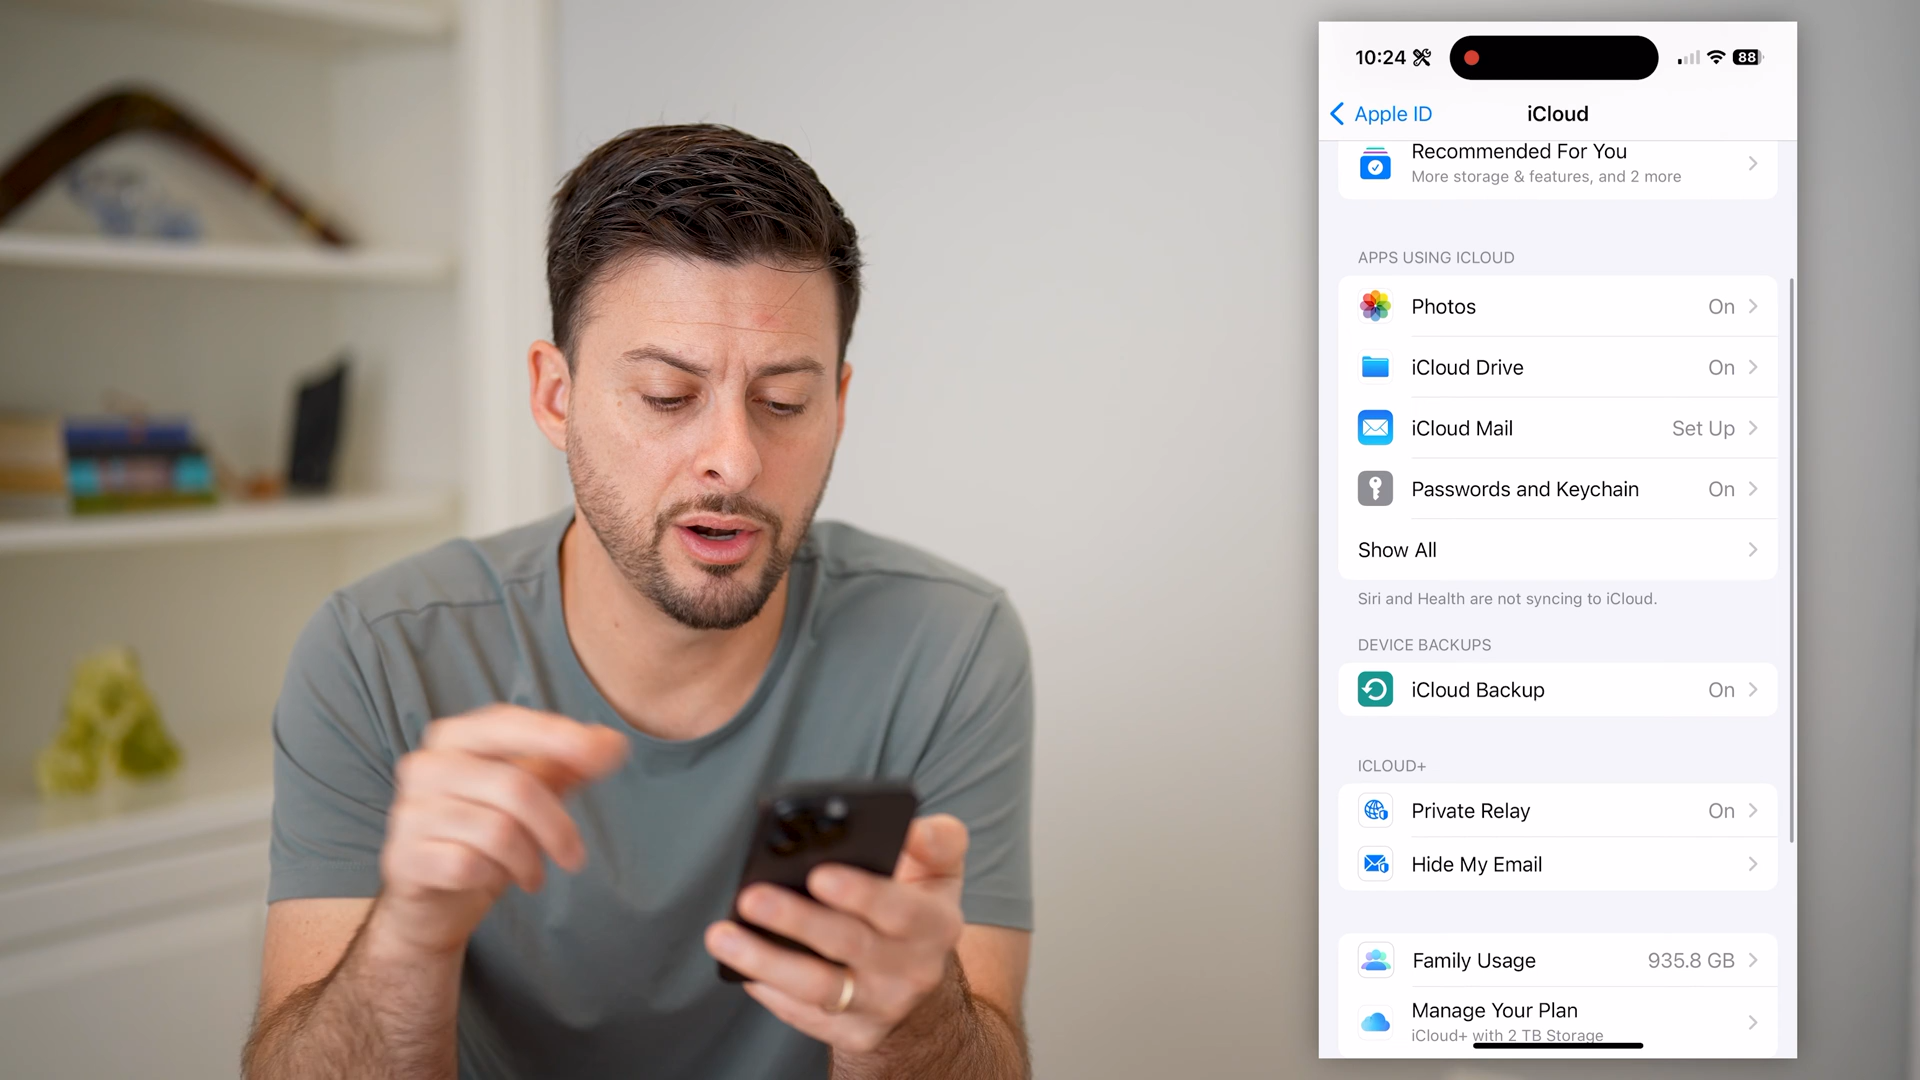 10:24
88
Apple ID
iCloud
Recommended For You
More storage & features, and 2 more
APPS USING ICLOUD
Photos On
iCloud Drive On
iCloud Mail Set Up
Passwords and Keychain On
Show All
Siri and Health are not syncing to iCloud.
DEVICE BACKUPS
iCloud Backup On
ICLOUD+
Private Relay On
Hide My Email
Family Usage 935.8 GB
Manage Your Plan
iCloud+ with 2 TB Storage